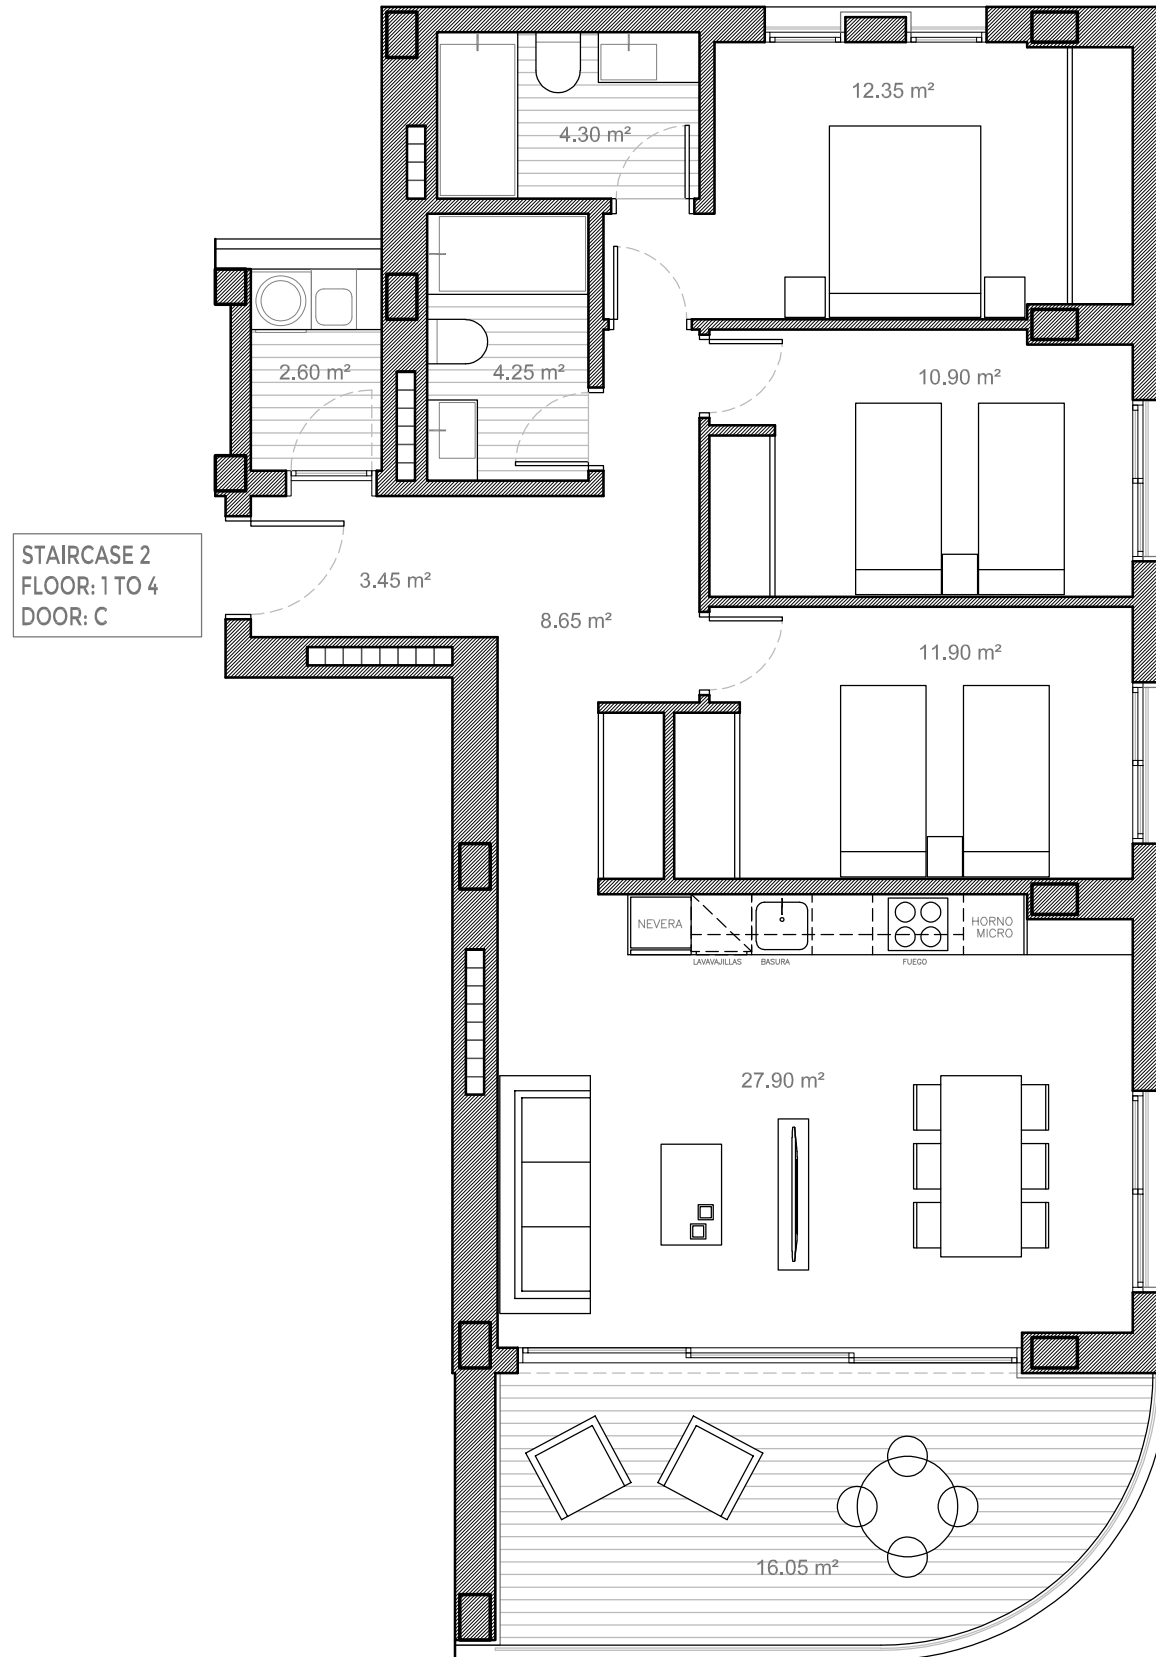 12.35 m²
4.30 m²
2.60 m²
4.25 m²
10.90 m²
STAIRCASE 2
FLOOR: 1 TO 4
DOOR: C
3.45 m²
8.65 m²
11.90 m²
NEVERA
HORNO
MICRO
LAVAVAJILLAS
BASURA
FUEGO
27.90 m²
16.05 m²